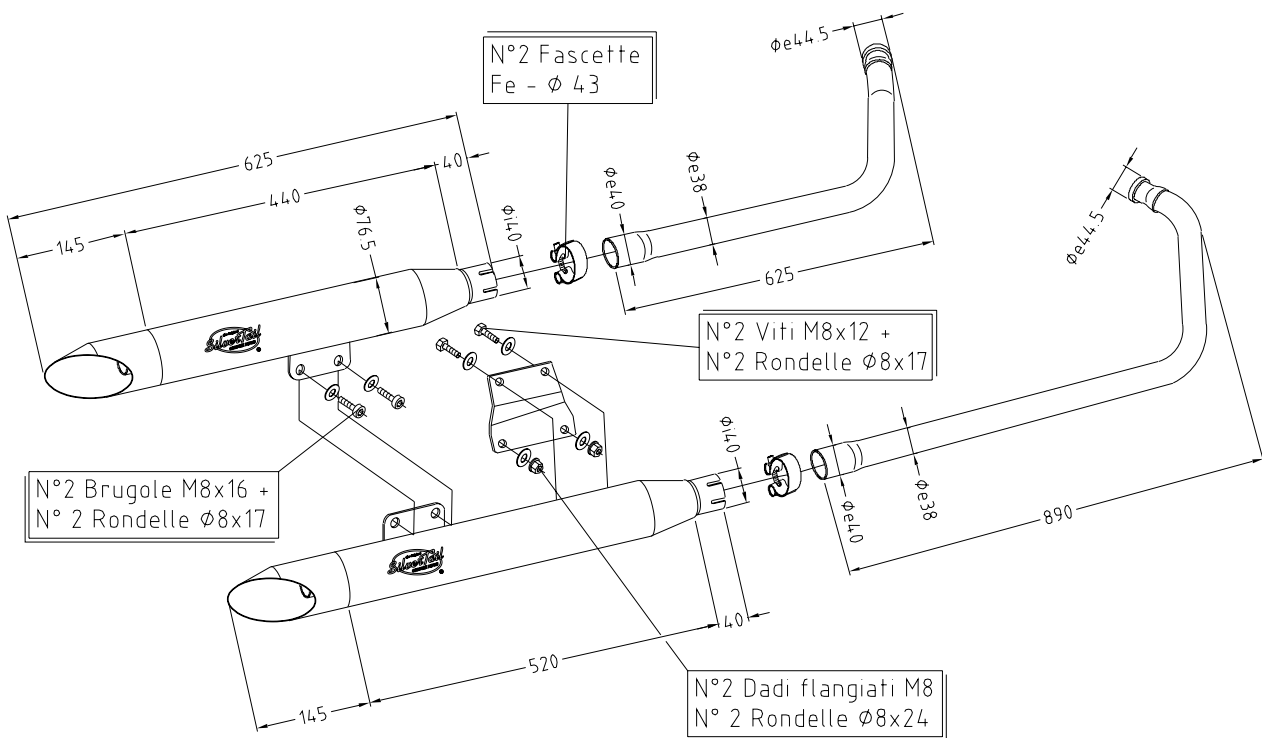 N°2 Fascette
Fe - Ø 43
Øe44.5
625
440
40
145
Ø76.5
Øi40
Øe40
Øe38
625
Øe44.5
SilverTail
®
N°2 Viti M8x12 +
N°2 Rondelle Ø8x17
N°2 Brugole M8x16 +
N° 2 Rondelle Ø8x17
Øi40
Øe40
Øe38
890
SilverTail
®
40
520
145
N°2 Dadi flangiati M8
N° 2 Rondelle Ø8x24